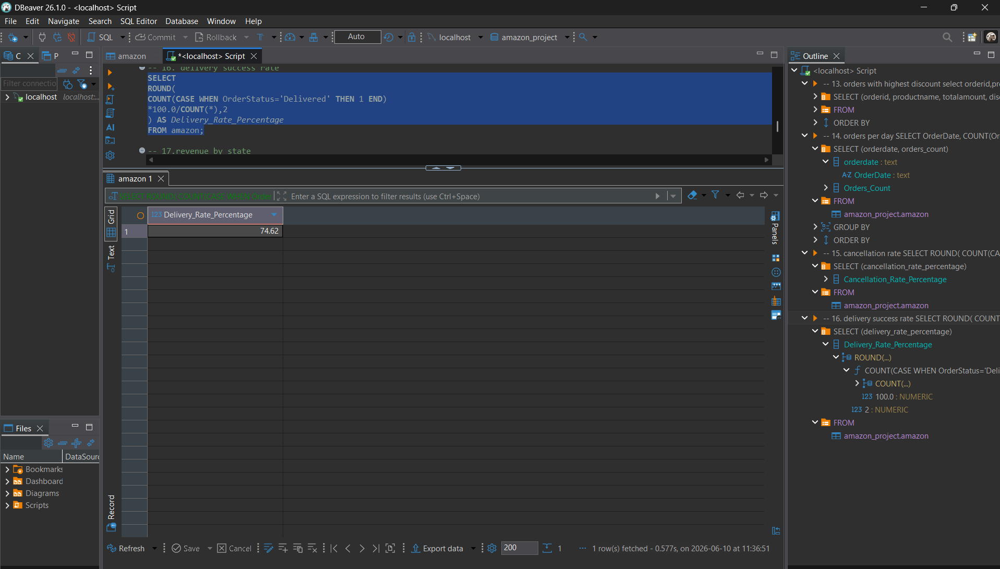 DBeaver 26.1.0 - <localhost> Script
File Edit Navigate Search SQL Editor Database Window Help
SQL Commit Rollback T Auto localhost amazon_project
C P
Filter connectio
localhost localhost:...
amazon *<localhost> Script
-- 16. delivery success rate
SELECT
ROUND(
COUNT(CASE WHEN OrderStatus='Delivered' THEN 1 END)
*100.0/COUNT(*),2
) AS Delivery_Rate_Percentage
FROM amazon;
-- 17.revenue by state
AI
amazon 1
SELECT ROUND( COUNT(CASE WHEN Order Enter a SQL expression to filter results (use Ctrl+Space)
Grid
Text
Record
123 Delivery_Rate_Percentage
1 74.62
Panels
Refresh Save Cancel Export data 200 1 ... 1 row(s) fetched - 0.577s, on 2026-06-10 at 11:36:51
Files
Name DataSourc
Bookmarks
Dashboard
Diagrams
Scripts
Outline
<localhost> Script
-- 13. orders with highest discount select orderid,pr
SELECT (orderid, productname, totalamount, dis
FROM
ORDER BY
-- 14. orders per day SELECT OrderDate, COUNT(Or
SELECT (orderdate, orders_count)
orderdate : text
A-Z OrderDate : text
Orders_Count
FROM
amazon_project.amazon
GROUP BY
ORDER BY
-- 15. cancellation rate SELECT ROUND( COUNT(CA
SELECT (cancellation_rate_percentage)
Cancellation_Rate_Percentage
FROM
amazon_project.amazon
-- 16. delivery success rate SELECT ROUND( COUNT
SELECT (delivery_rate_percentage)
Delivery_Rate_Percentage
ROUND(...)
COUNT(CASE WHEN OrderStatus='Deli
COUNT(...)
123 100.0 : NUMERIC
123 2 : NUMERIC
FROM
amazon_project.amazon